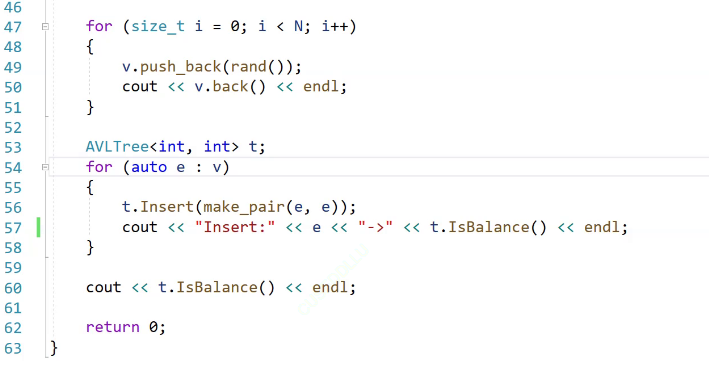 46
47 for (size_t i = 0; i < N; i++)
48 {
49 v.push_back(rand());
50 cout << v.back() << endl;
51 }
52
53 AVLTree<int, int> t;
54 for (auto e : v)
55 {
56 t.Insert(make_pair(e, e));
57 cout << "Insert:" << e << "->" << t.IsBalance() << endl;
58 }
59
60 cout << t.IsBalance() << endl;
61
62 return 0;
63 }